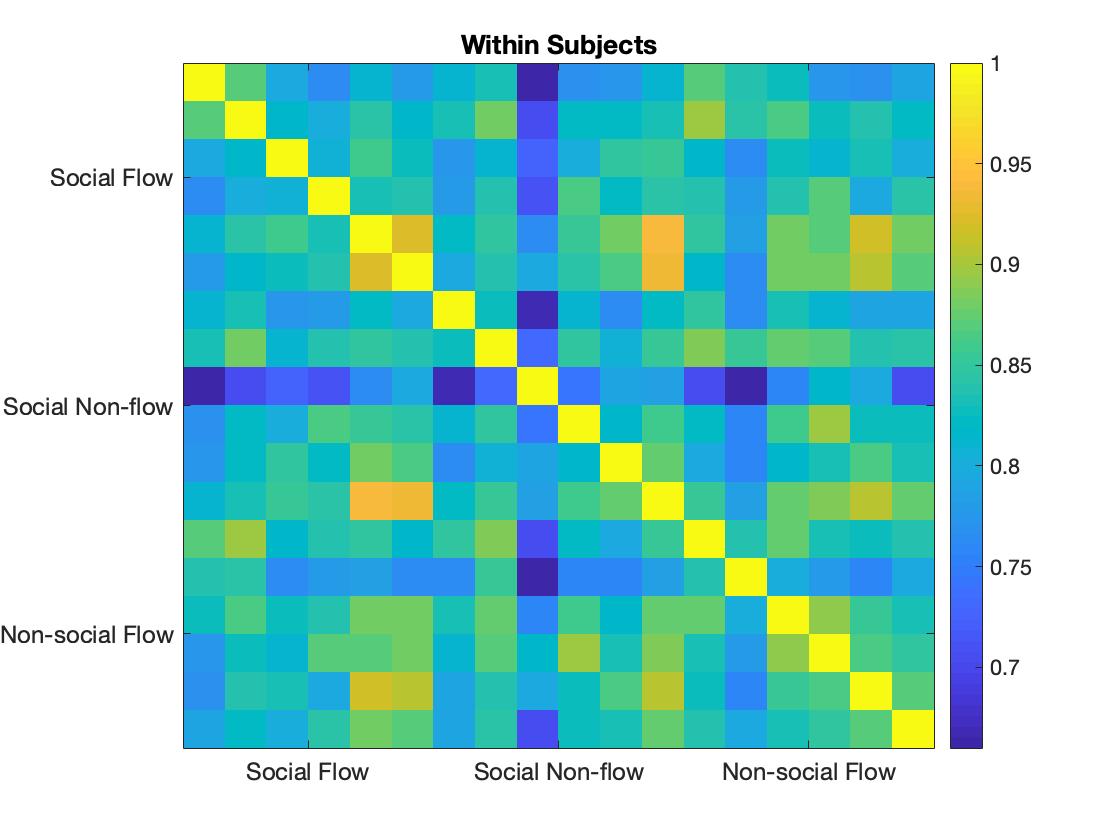 Within Subjects
Social Flow
Social Non-flow
Non-social Flow
Social Flow
Social Non-flow
Non-social Flow
1
0.95
0.9
0.85
0.8
0.75
0.7